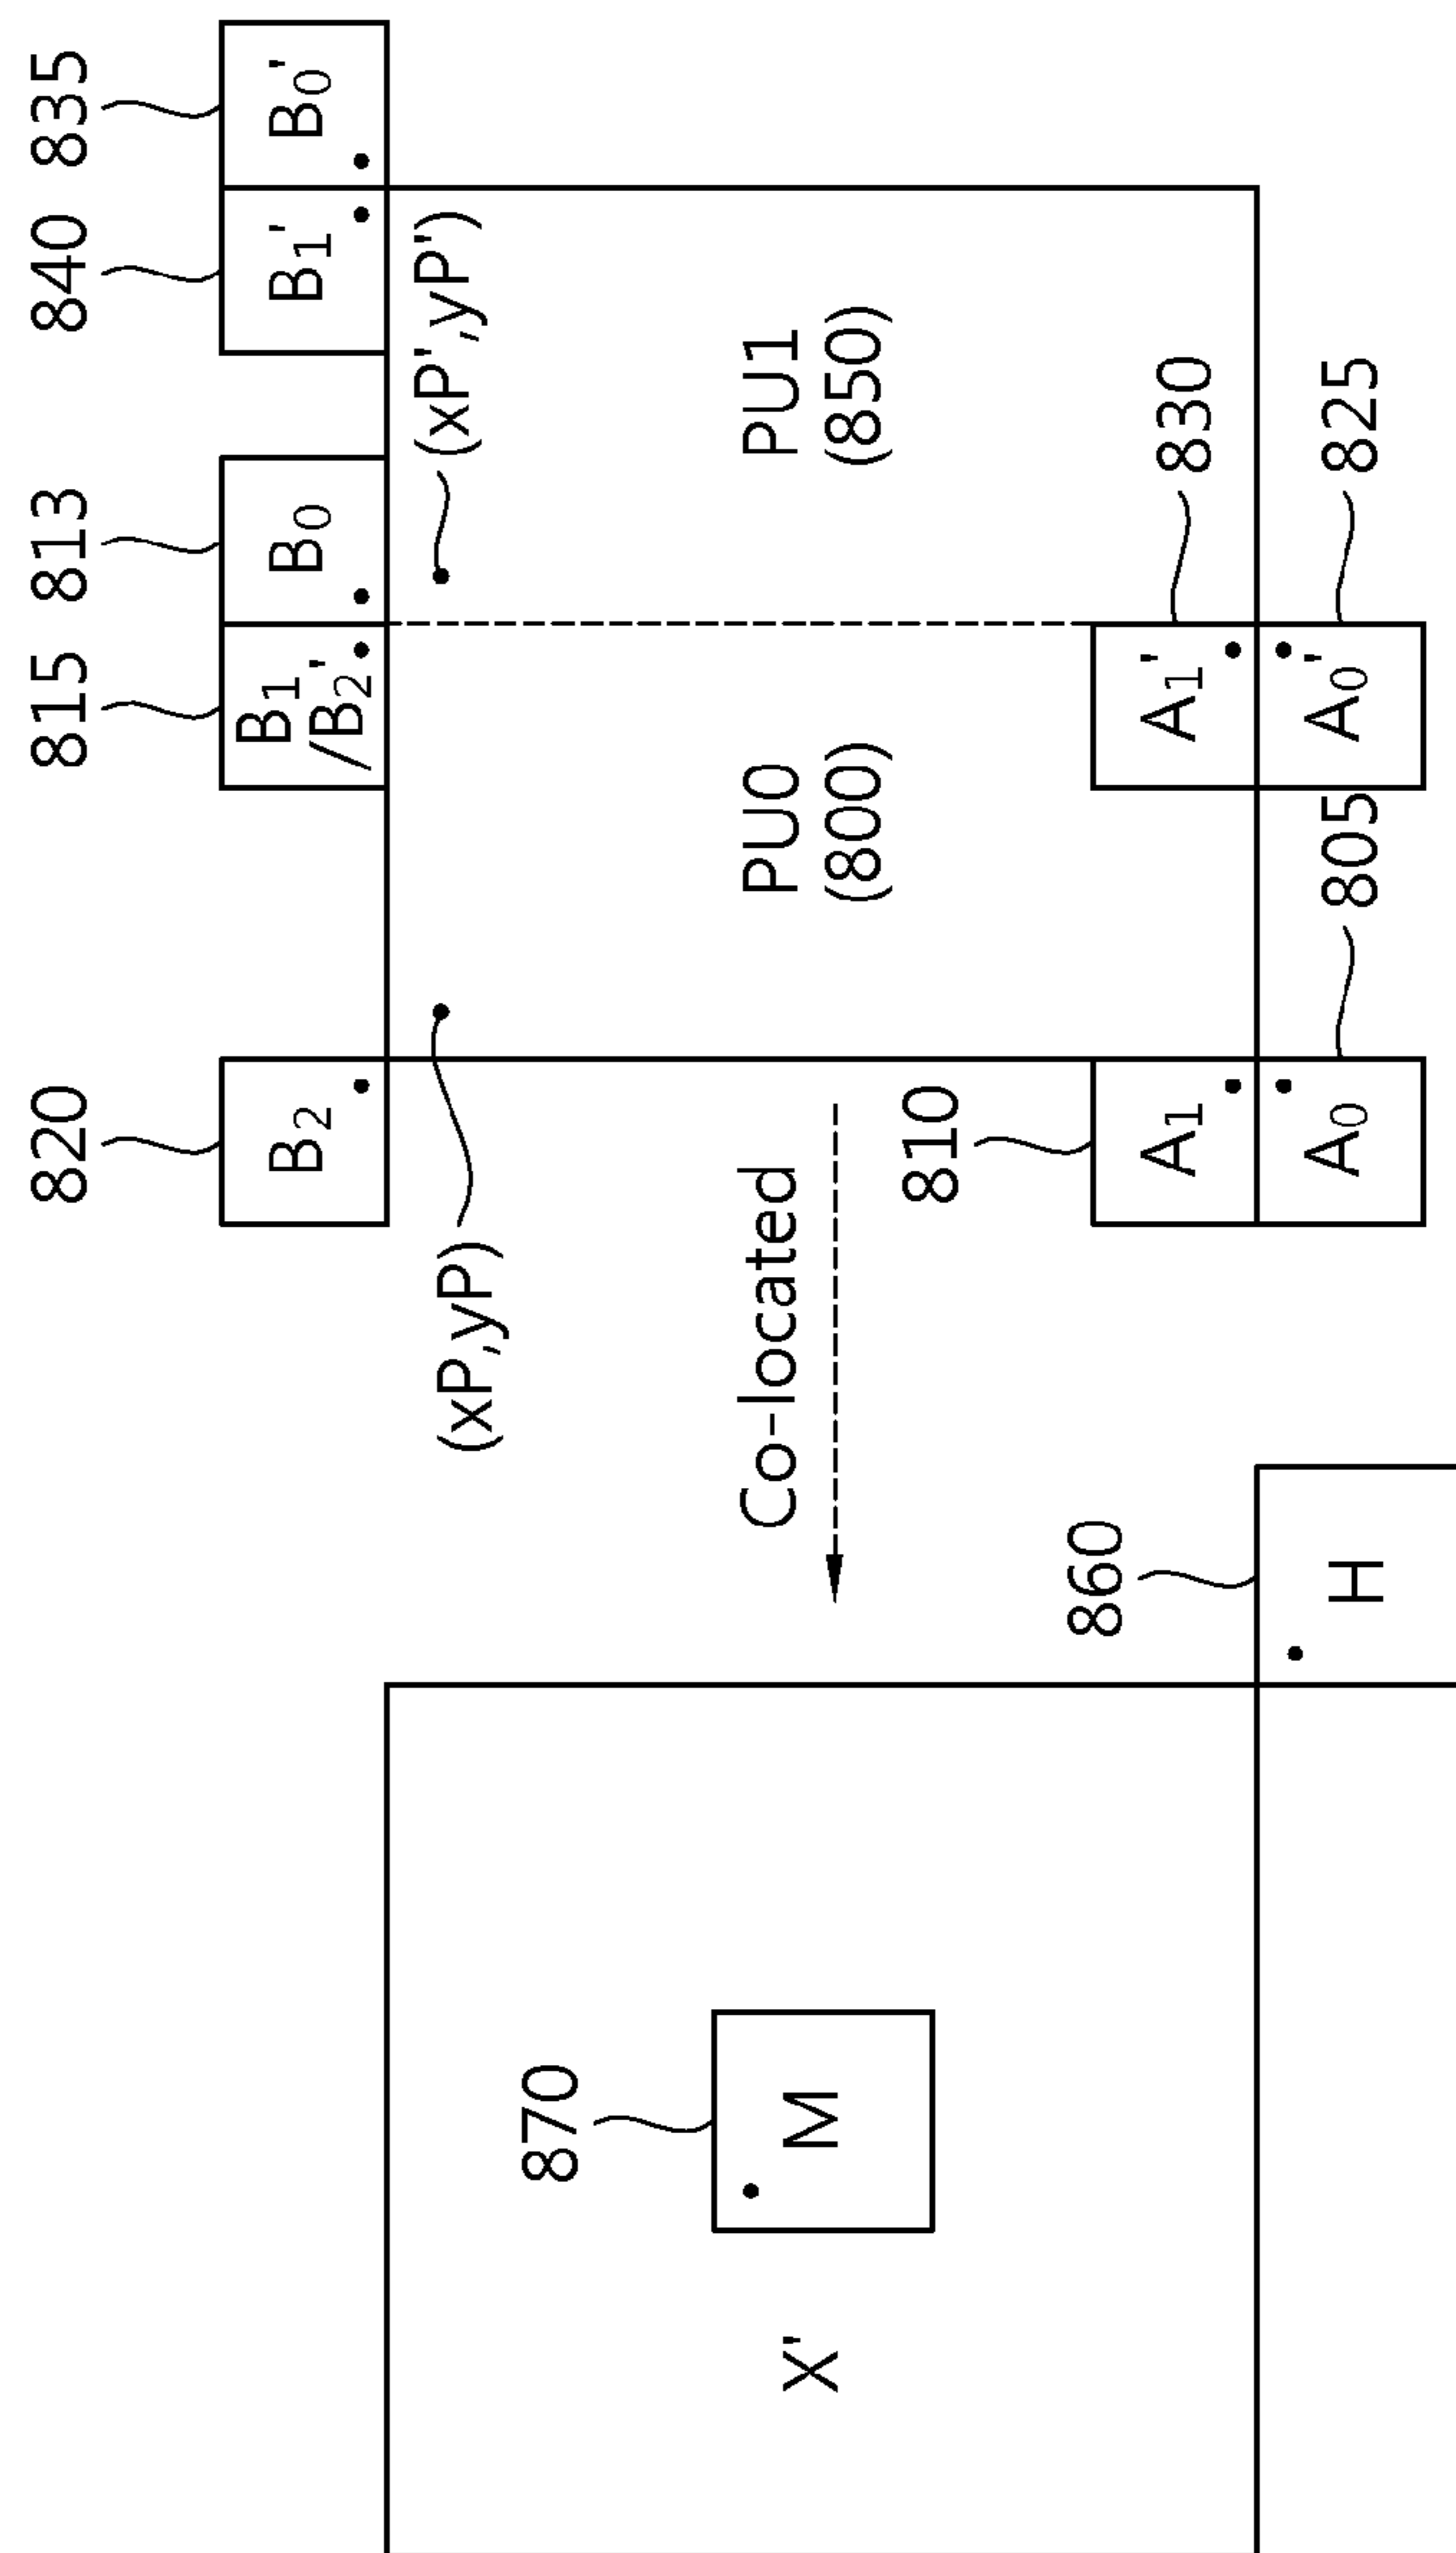 820
815
813
840
835
B₂
B₁
/B₂'
B₀
B₁'
B₀'
(xP,yP)
(xP',yP')
870
X'
M
Co-located
PU0
(800)
PU1
(850)
860
810
830
A₁
A₁'
805
825
H
A₀
A₀'